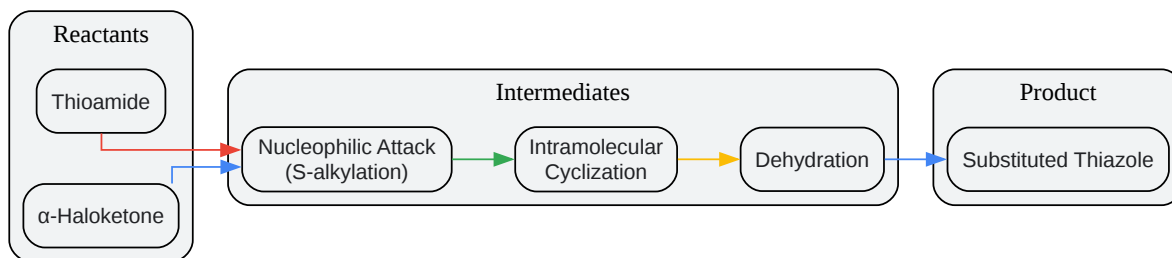 Reactants
Thioamide
α-Haloketone
Intermediates
Nucleophilic Attack
(S-alkylation)
Intramolecular
Cyclization
Dehydration
Product
Substituted Thiazole